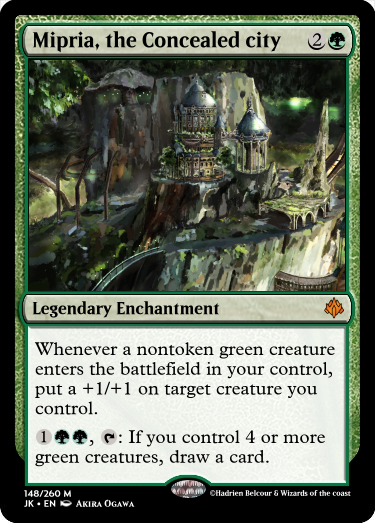 Mipria, the Concealed city 2
Legendary Enchantment
Whenever a nontoken green creature
enters the battlefield in your control,
put a +1/+1 on target creature you
control.
1, : If you control 4 or more
green creatures, draw a card.
148/260 M
JK • EN Akira Ogawa
©Hadrien Belcour & Wizards of the coast